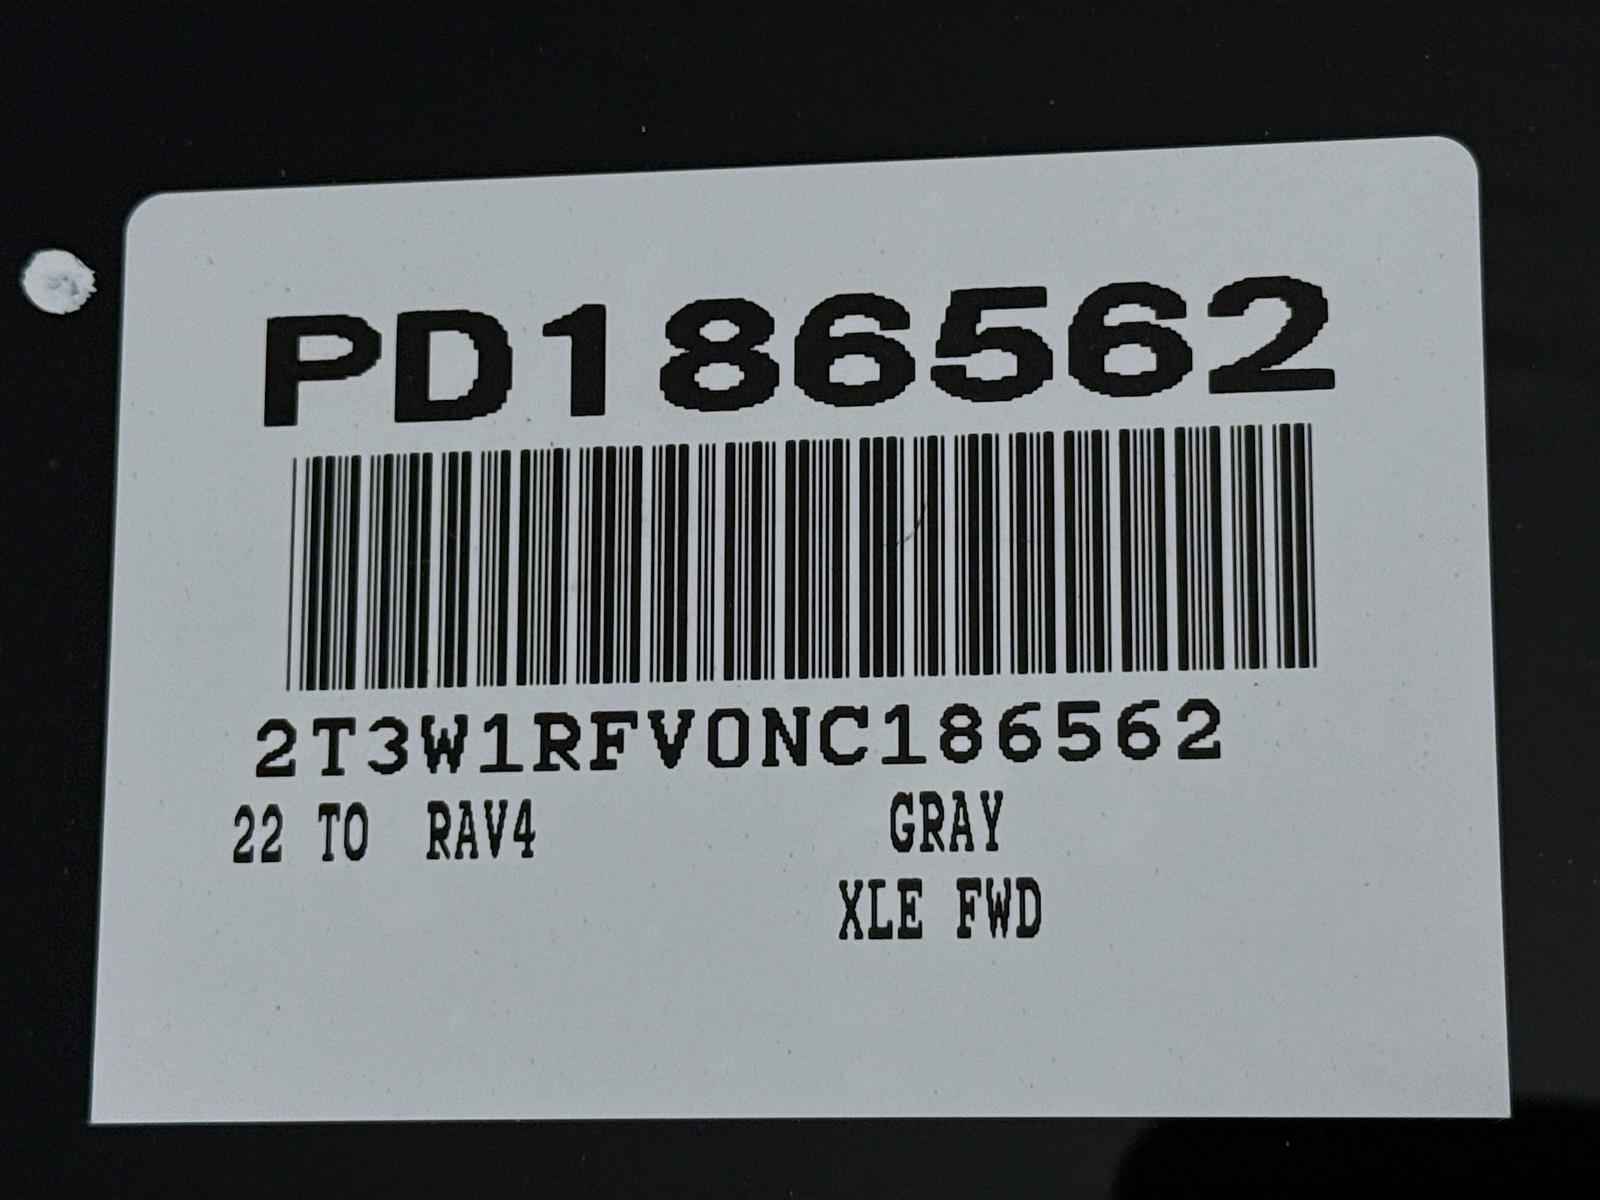 PD186562
2T3W1RFV0NC186562
22 TO RAV4 GRAY
XLE FWD